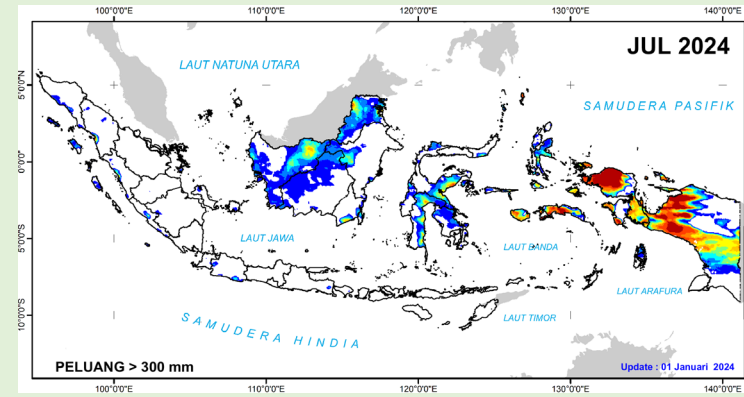 100°0'0"E 110°0'0"E 120°0'0"E 130°0'0"E 140°0'0"E
JUL 2024
LAUT NATUNA UTARA
5°0'0"N
SAMUDERA PASIFIK
0°0'0"
LAUT JAWA
LAUT BANDA
5°0'0"S
LAUT ARAFURA
SAMUDERA HINDIA
LAUT TIMOR
10°0'0"S
PELUANG > 300 mm
Update : 01 Januari 2024
100°0'0"E 110°0'0"E 120°0'0"E 130°0'0"E 140°0'0"E